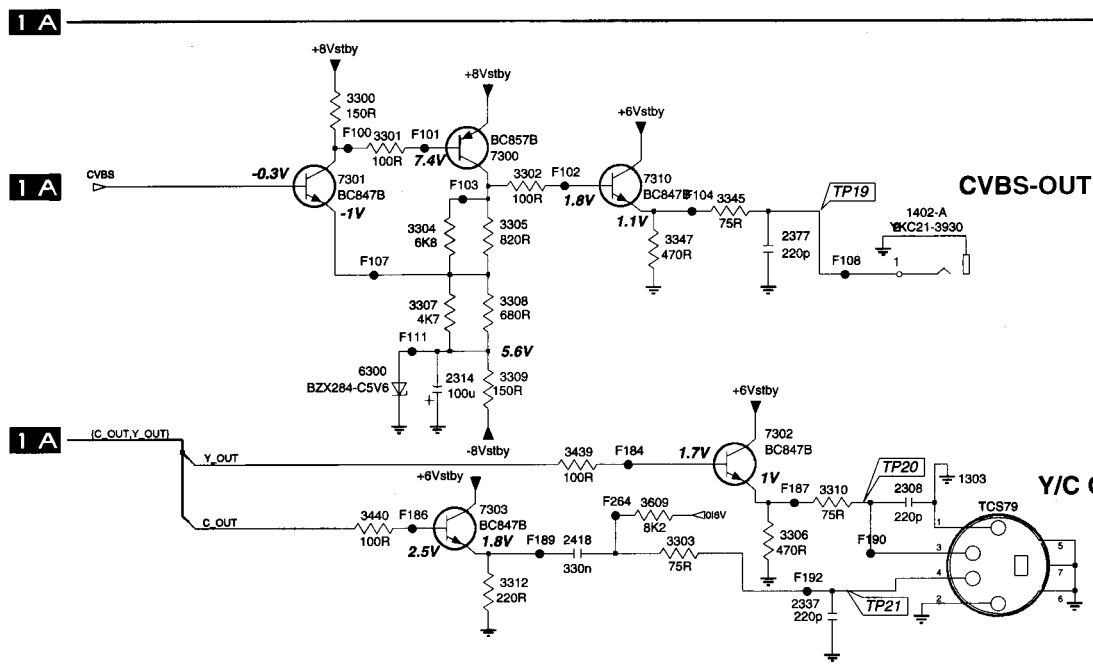 1 A
+8Vstby
+8Vstby
3300
150R
+6Vstby
F100
3301
F101
BC857B
100R
7.4V
7300
CVBS
-0.3V
7301
BC847B
-1V
3302
F102
7310
F103
100R
1.8V
BC847B
F104
3345
TP19
1 A
CVBS-OUT
1.1V
75R
1402-A
YKC21-3930
3304
6K8
3305
820R
3347
470R
2377
220p
F108
1
F107
3307
4K7
3308
680R
F111
5.6V
6300
BZX284-C5V6
2314
100u
+
3309
150R
-8Vstby
+6Vstby
1 A
{C_OUT,Y_OUT}
Y_OUT
3439
100R
F184
1.7V
7302
BC847B
1V
+6Vstby
F187
3310
75R
TP20
2308
220p
1303
Y/C
C_OUT
3440
100R
F186
2.5V
7303
BC847B
1.8V
F189
2418
330n
F264
3609
8K2
3303
75R
3306
470R
F190
TCS79
1
3
4
2
5
7
6
3312
220R
F192
2337
220p
TP21